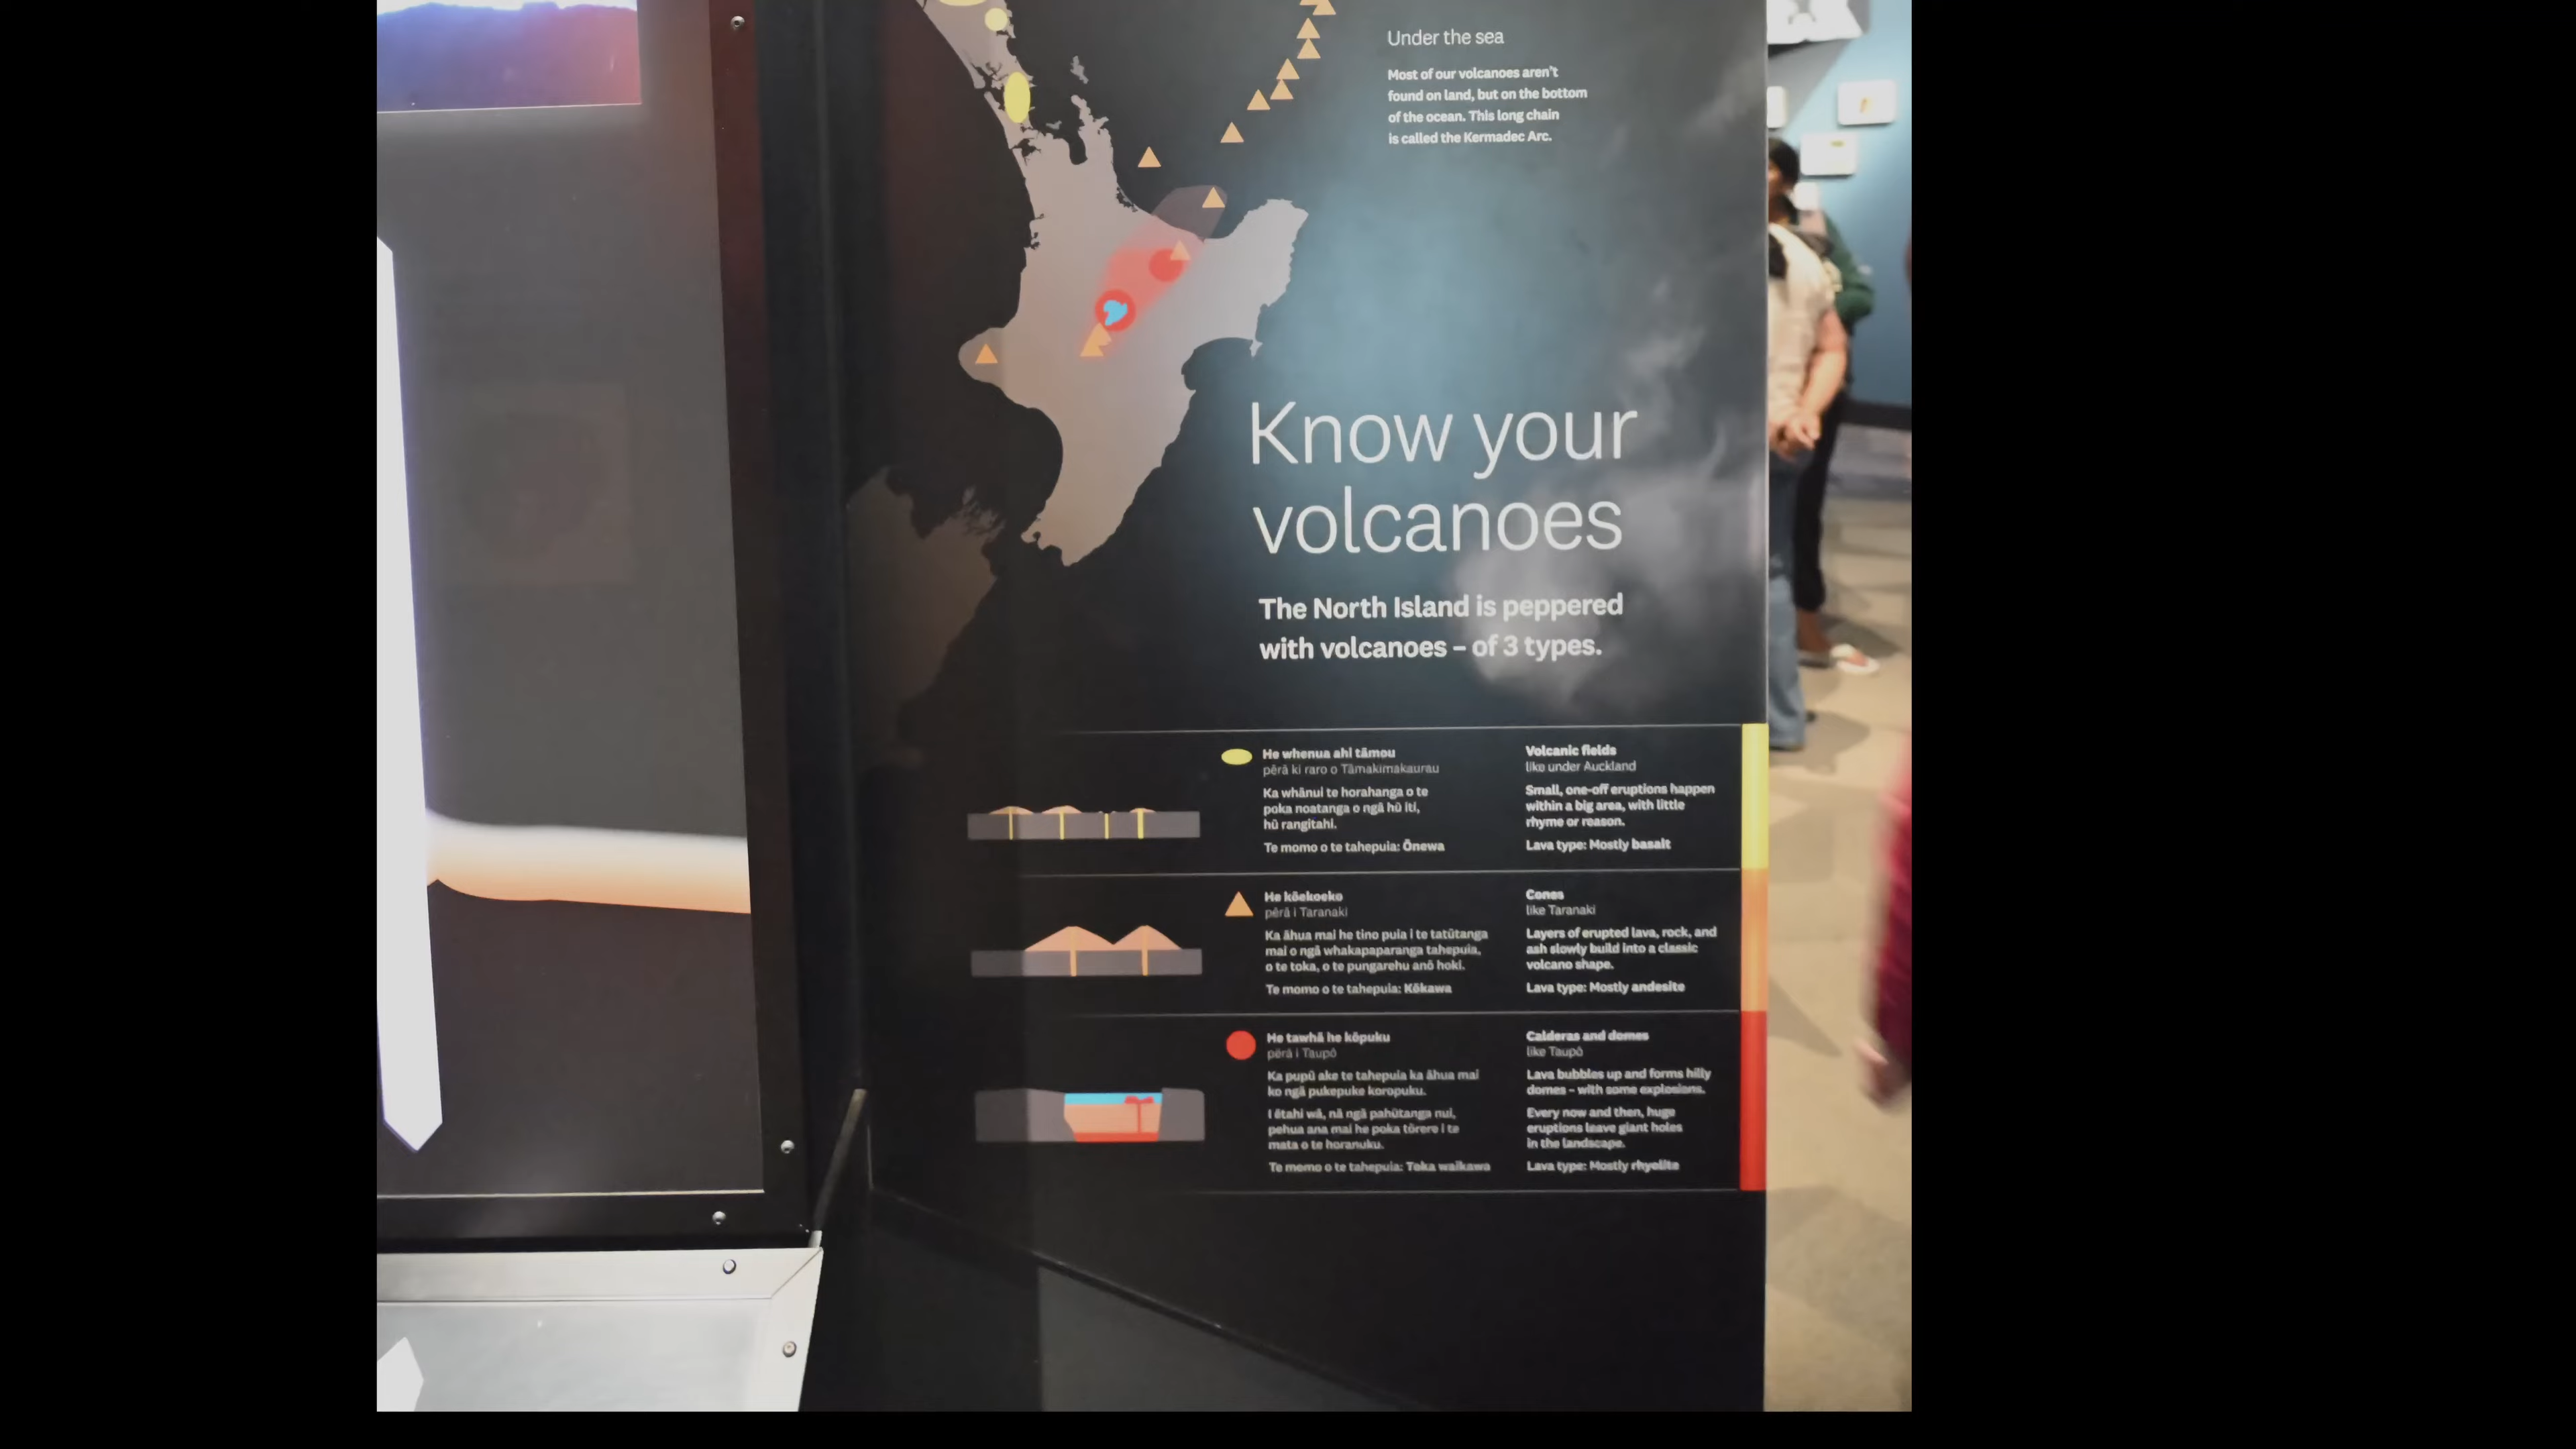 Under the sea
Most of our volcanoes aren't
found on land, but on the bottom
of the ocean. This long chain
is called the Kermadec Arc.
Know your
volcanoes
The North Island is peppered
with volcanoes – of 3 types.
He whenua ahi tāmou
pērā ki raro o Tāmakimakaurau
Ka whānui te horahanga o te
poka noatanga o ngā hū iti,
hū rangitahi.
Te momo o te tahepuia: Ōnewa
Volcanic fields
like under Auckland
Small, one-off eruptions happen
within a big area, with little
rhyme or reason.
Lava type: Mostly basalt
He kōekoeko
pērā i Taranaki
Ka āhua mai he tino puia i te tatūtanga
mai o ngā whakapaparanga tahepuia,
o te toka, o te pungarehu anō hoki.
Te momo o te tahepuia: Kōkawa
Cones
like Taranaki
Layers of erupted lava, rock, and
ash slowly build into a classic
volcano shape.
Lava type: Mostly andesite
He tawhā he kōpuku
pērā i Taupō
Ka pupū ake te tahepuia ka āhua mai
ko ngā pukepuke koropuku.
I ētahi wā, nā ngā pahūtanga nui,
pehua ana mai he poka tōrere i te
mata o te horanuku.
Te momo o te tahepuia: Toka waikawa
Calderas and domes
like Taupō
Lava bubbles up and forms hilly
domes – with some explosions.
Every now and then, huge
eruptions leave giant holes
in the landscape.
Lava type: Mostly rhyolite